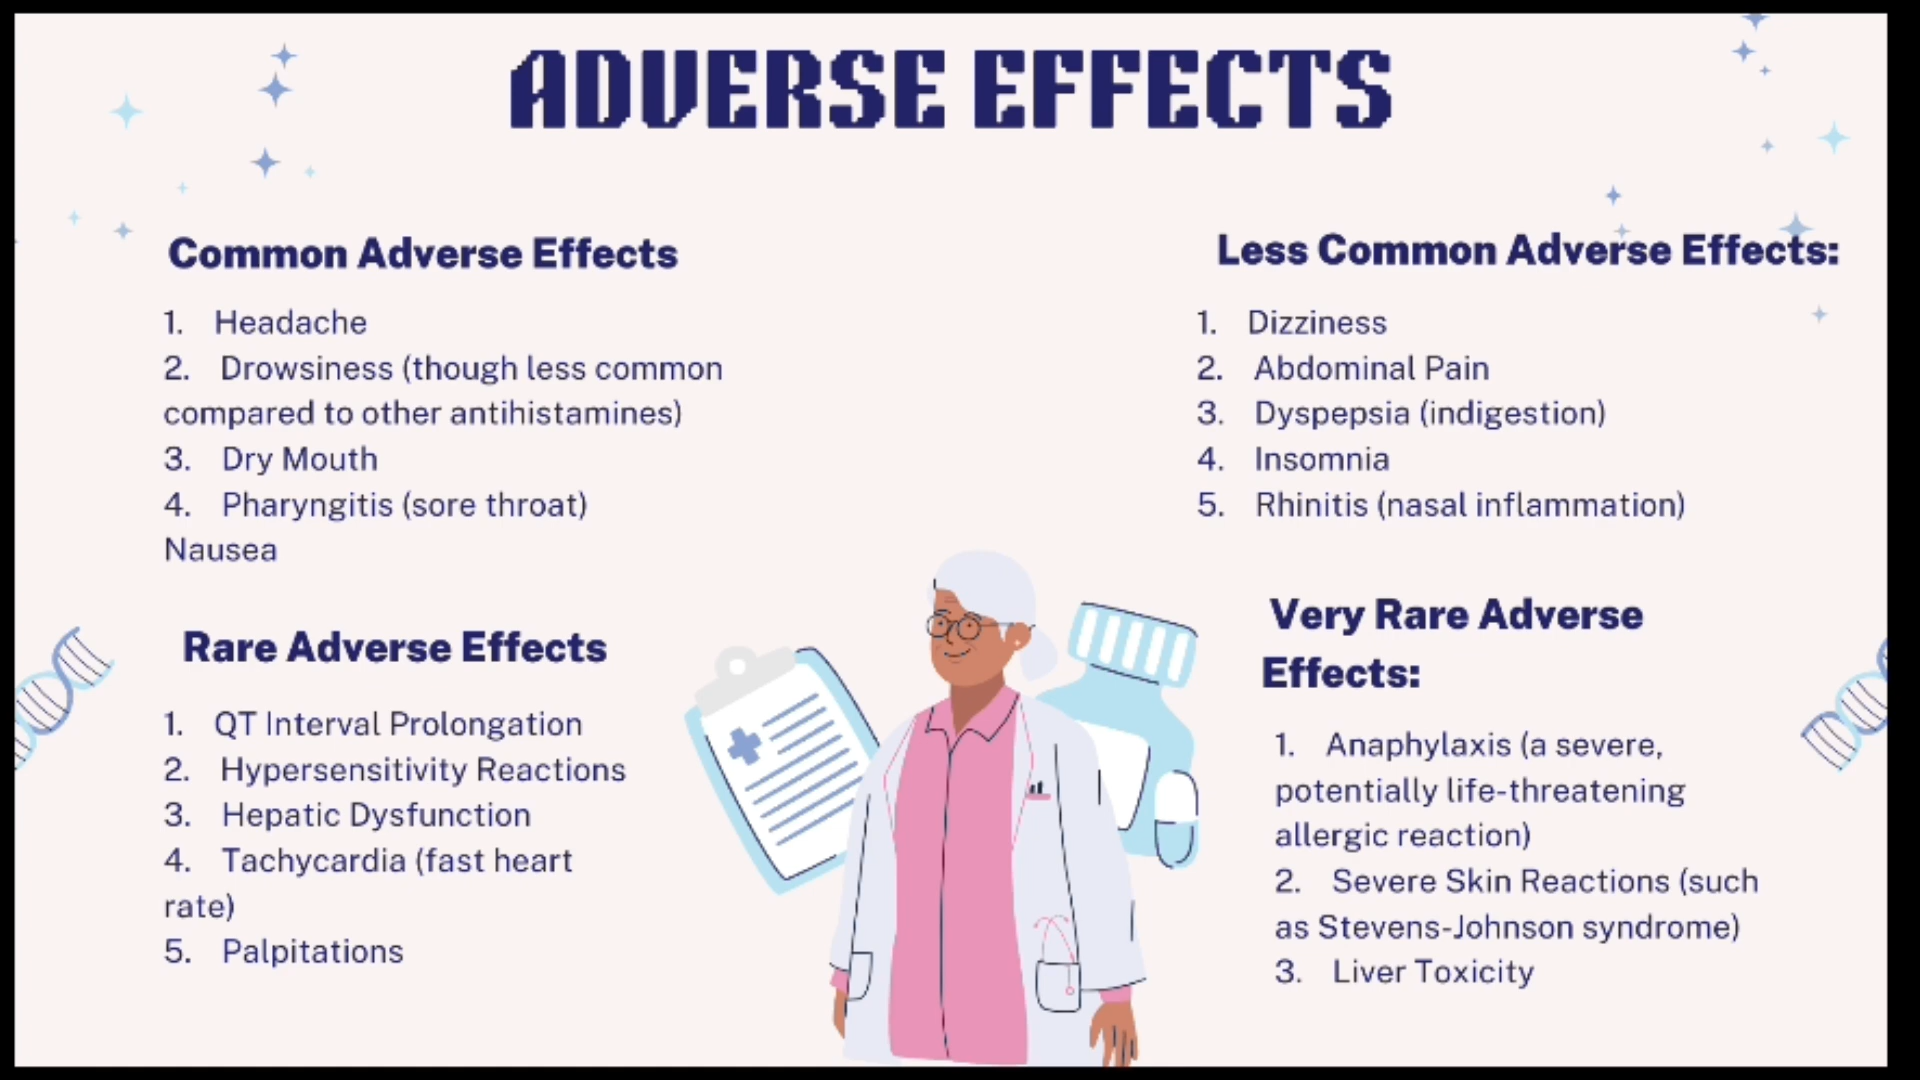 ADVERSE EFFECTS
Common Adverse Effects
1. Headache
2. Drowsiness (though less common
compared to other antihistamines)
3. Dry Mouth
4. Pharyngitis (sore throat)
Nausea
Less Common Adverse Effects:
1. Dizziness
2. Abdominal Pain
3. Dyspepsia (indigestion)
4. Insomnia
5. Rhinitis (nasal inflammation)
Rare Adverse Effects
1. QT Interval Prolongation
2. Hypersensitivity Reactions
3. Hepatic Dysfunction
4. Tachycardia (fast heart
rate)
5. Palpitations
Very Rare Adverse
Effects:
1. Anaphylaxis (a severe,
potentially life-threatening
allergic reaction)
2. Severe Skin Reactions (such
as Stevens-Johnson syndrome)
3. Liver Toxicity